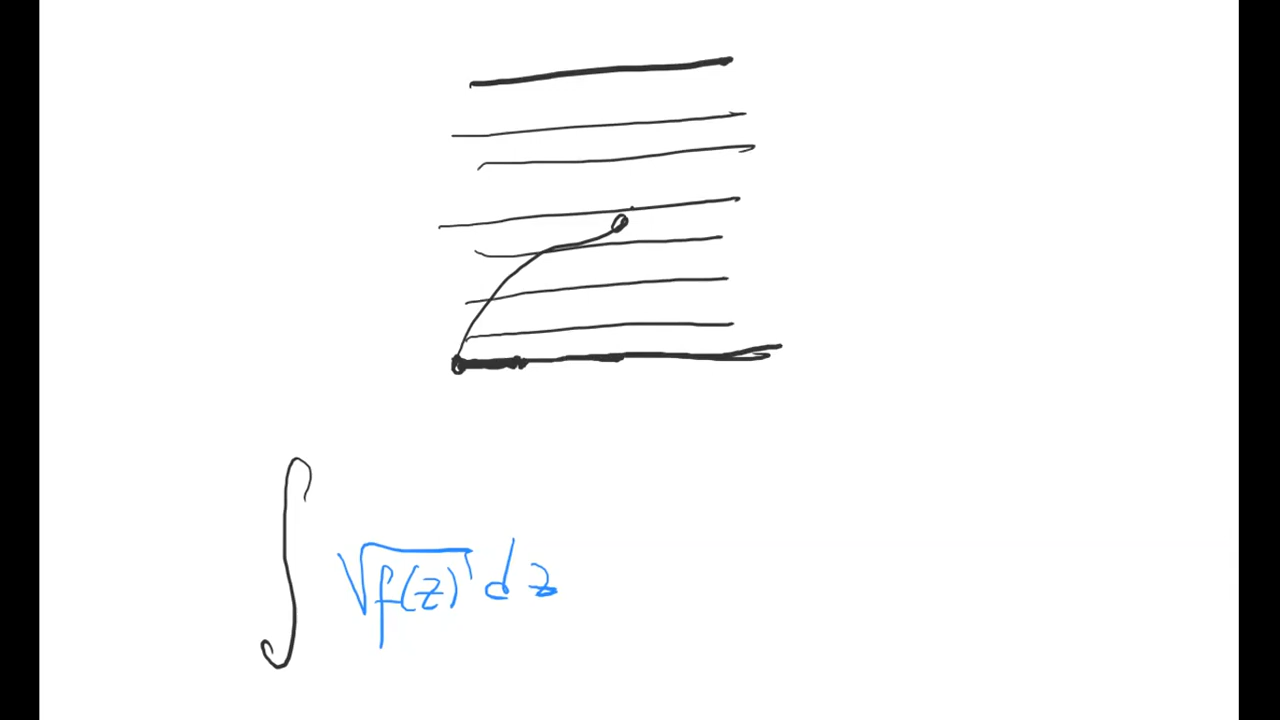 ∫ √f(z) dz